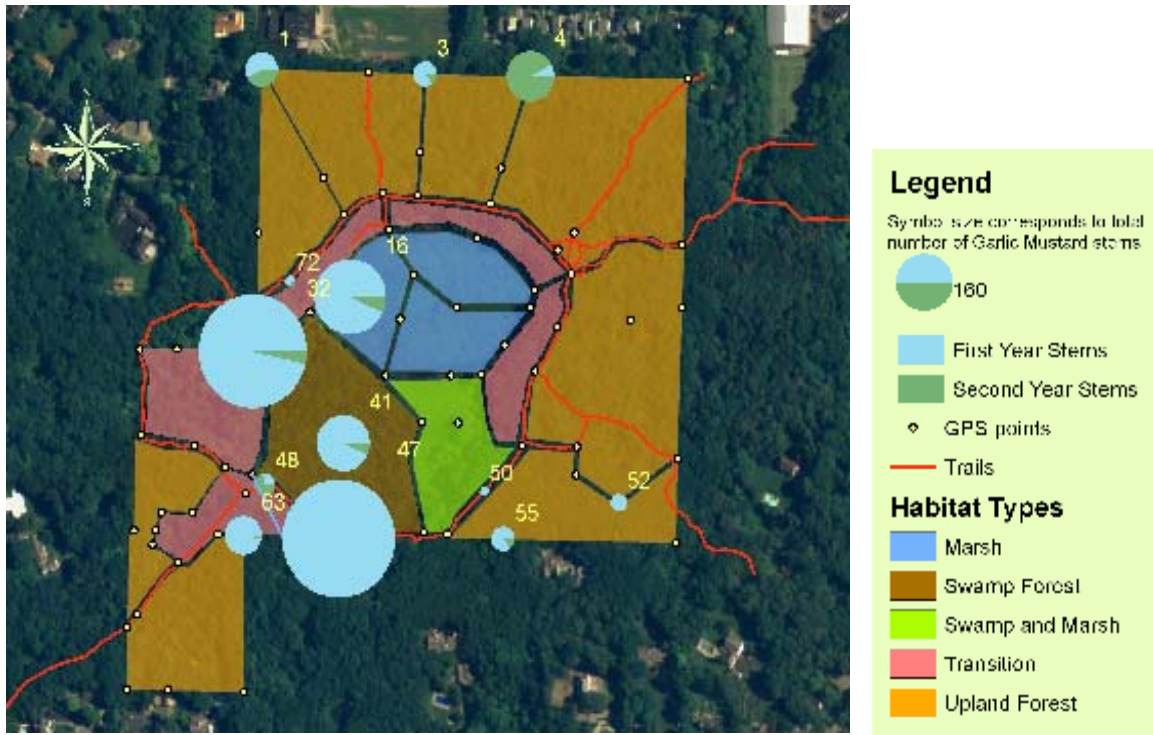 1
3
4
16
72
32
41
48
47
50
63
52
55
Legend
Symbol size corresponds to total
number of Garlic Mustard stems
160
First Year Stems
Second Year Stems
GPS points
Trails
Habitat Types
Marsh
Swamp Forest
Swamp and Marsh
Transition
Upland Forest